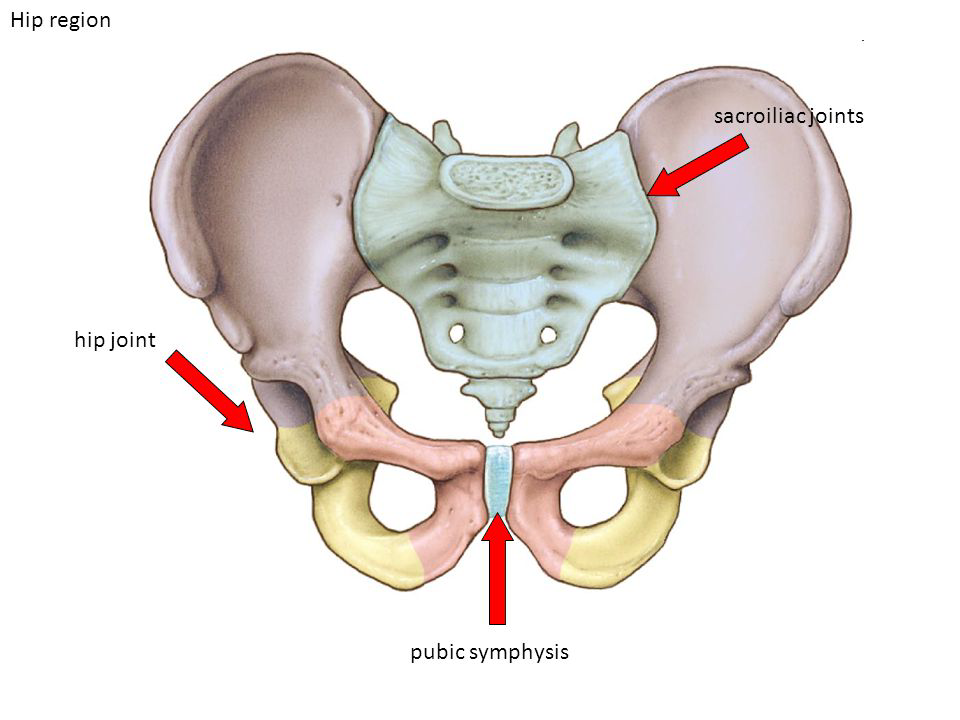 Hip region
sacroiliac joints
hip joint
pubic symphysis